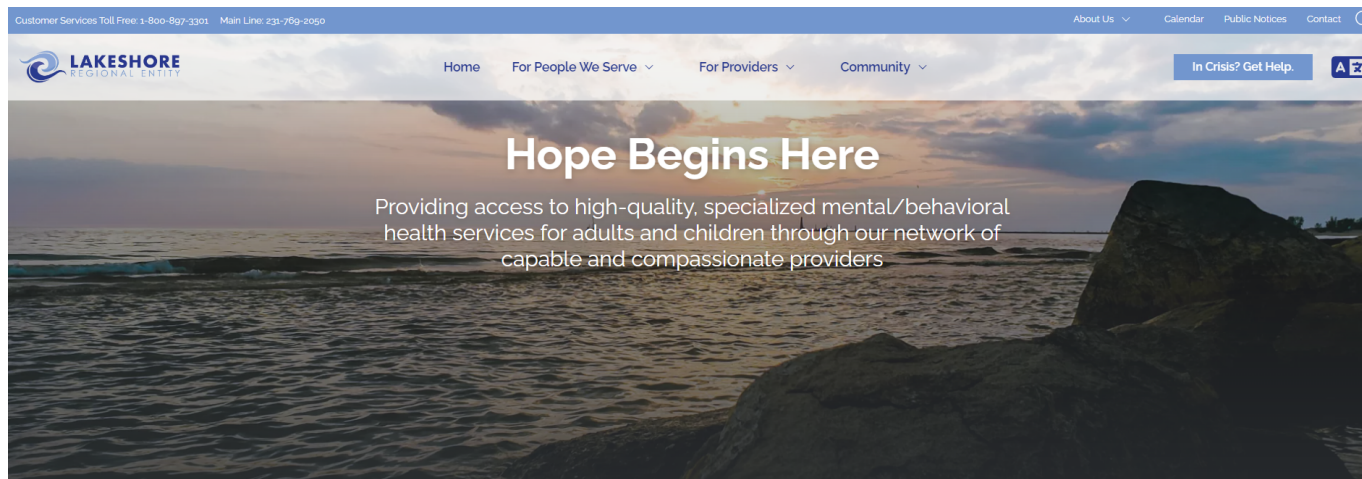 Customer Services Toll Free: 1-800-897-3301 Main Line: 231-769-2050
About Us Calendar Public Notices Contact
LAKESHORE
REGIONAL ENTITY
Home For People We Serve For Providers Community
In Crisis? Get Help.
A
Hope Begins Here
Providing access to high-quality, specialized mental/behavioral
health services for adults and children through our network of
capable and compassionate providers